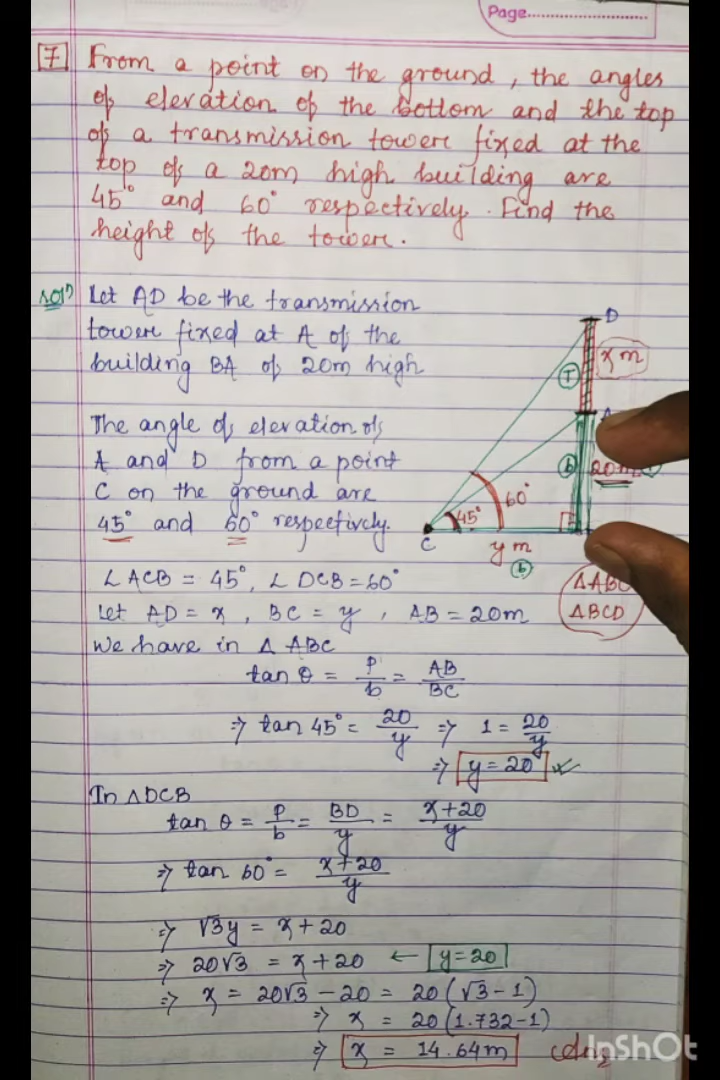 Page
7 From a point on the ground, the angles
of elevation of the bottom and the top
of a transmission tower fixed at the
top of a 20m high building are
45° and 60° respectively. Find the
height of the tower.
Soln Let AD be the transmission
tower fixed at A of the
building BA of 20m high
The angle of elevation of
A and D from a point
C on the ground are
45° and 60° respectively.
D
x m
T
A
b
20m
60°
45°
C
y m
b
∆ABC
∆BCD
∠ACB = 45°, ∠DCB = 60°
Let AD = x, BC = y, AB = 20m
We have in ∆ ABC
tan θ = P/b = AB/BC
⇒ tan 45° = 20/y ⇒ 1 = 20/y
⇒ y = 20
In ∆DCB
tan θ = P/b = BD/y = x+20/y
⇒ tan 60° = x+20/y
⇒ √3y = x+20
⇒ 20√3 = x+20 ← y=20
⇒ x = 20√3 - 20 = 20(√3-1)
⇒ x = 20(1.732-1)
⇒ x = 14.64m Ans
InShOt